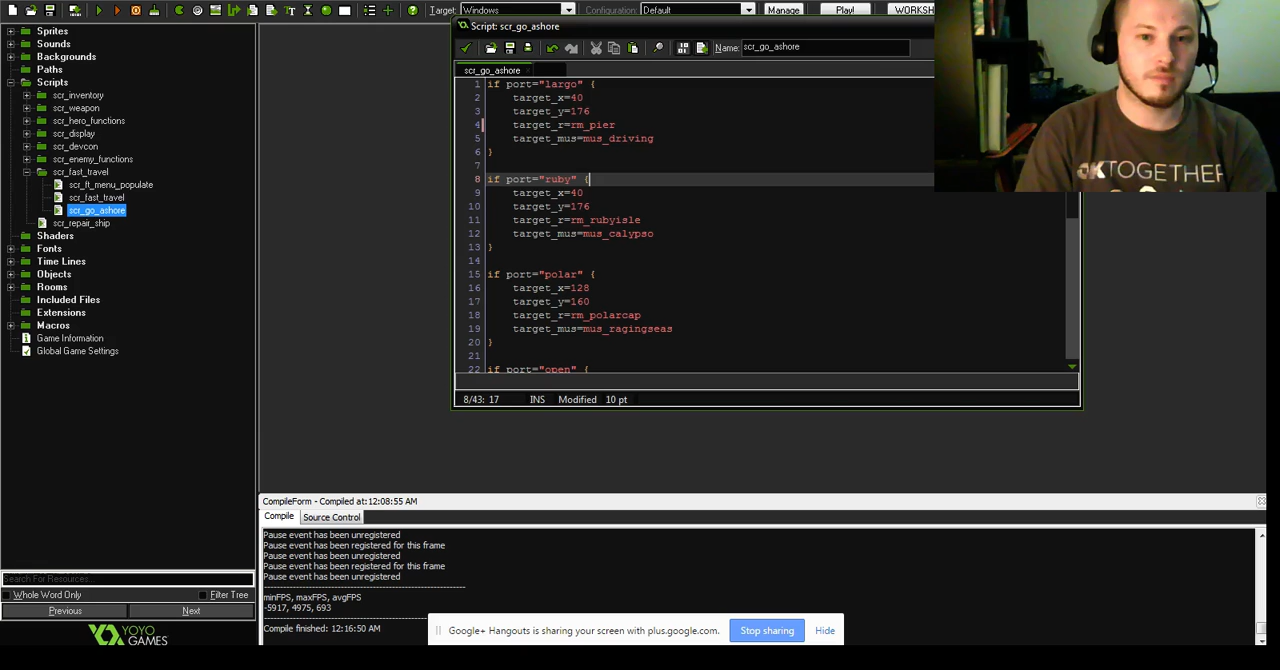 Target:
Windows
Configuration:
Default
Manage
Play!
WORKSH
Sprites
Sounds
Backgrounds
Paths
Scripts
scr_inventory
scr_weapon
scr_hero_functions
scr_display
scr_devcon
scr_enemy_functions
scr_fast_travel
scr_ft_menu_populate
scr_fast_travel
scr_go_ashore
scr_repair_ship
Shaders
Fonts
Time Lines
Objects
Rooms
Included Files
Extensions
Macros
Game Information
Global Game Settings
Search For Resources...
Whole Word Only
Filter Tree
Previous
Next
YOYO
GAMES
Script: scr_go_ashore
Name: scr_go_ashore
scr_go_ashore
1 if port="largo" {
2 target_x=40
3 target_y=176
4 target_r=rm_pier
5 target_mus=mus_driving
6 }
7
8 if port="ruby" {
9 target_x=40
10 target_y=176
11 target_r=rm_rubyisle
12 target_mus=mus_calypso
13 }
14
15 if port="polar" {
16 target_x=128
17 target_y=160
18 target_r=rm_polarcap
19 target_mus=mus_ragingseas
20 }
21
22 if port="open" {
8/43: 17 INS Modified 10 pt
OKTOGETHER
CompileForm - Compiled at:12:08:55 AM
Compile
Source Control
Pause event has been unregistered
Pause event has been registered for this frame
Pause event has been unregistered
Pause event has been registered for this frame
Pause event has been unregistered
minFPS, maxFPS, avgFPS
-5917, 4975, 693
Compile finished: 12:16:50 AM
Google+ Hangouts is sharing your screen with plus.google.com.
Stop sharing
Hide